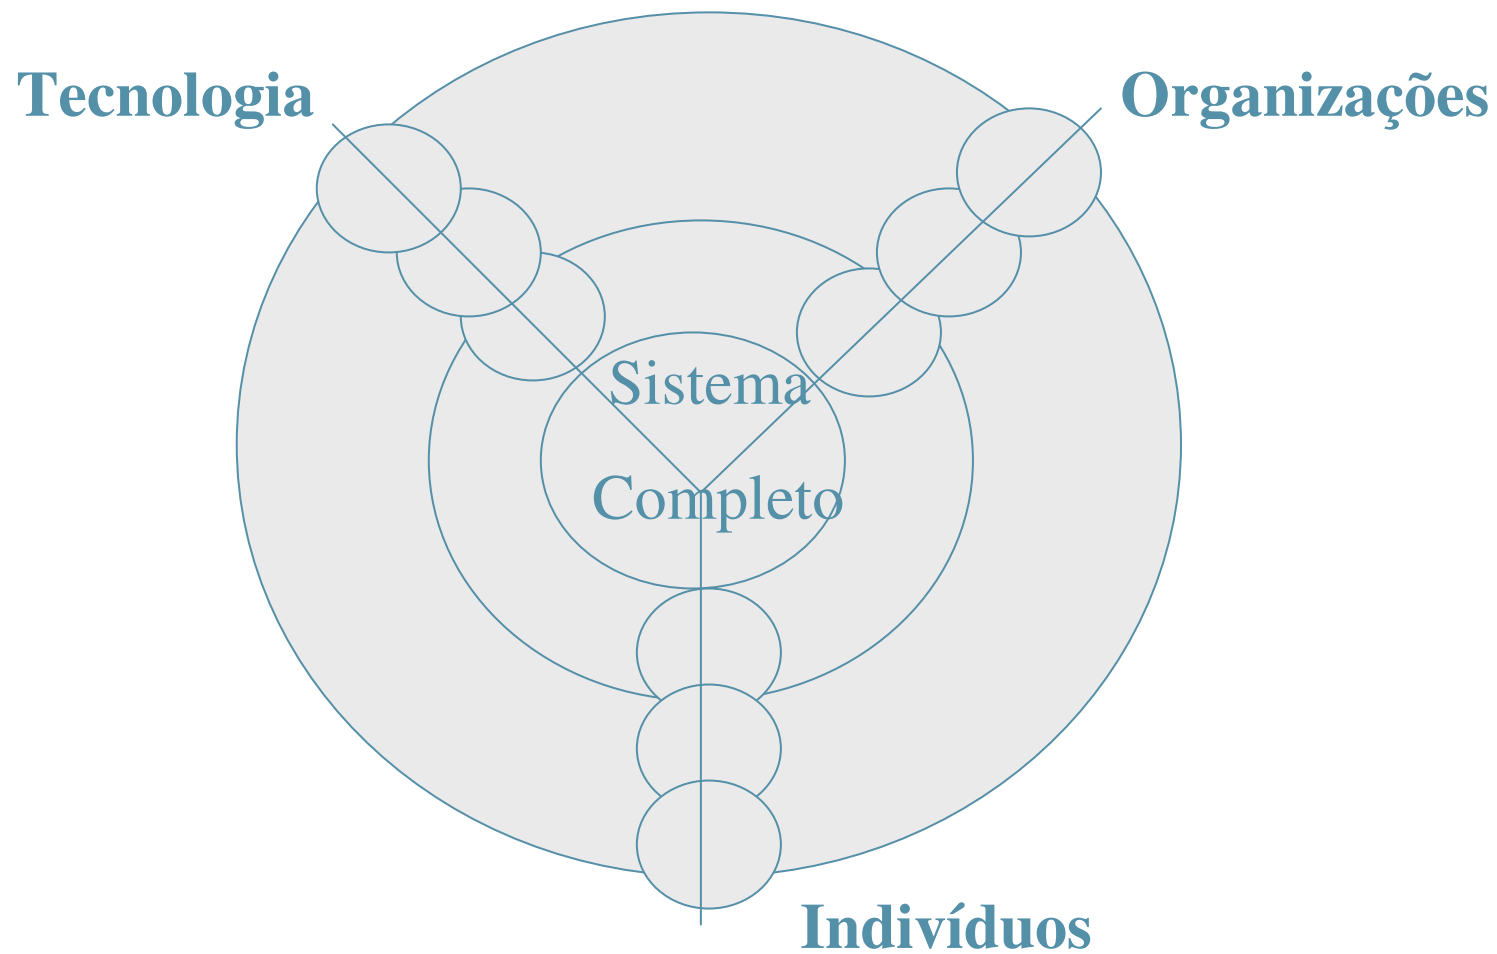 Tecnologia
Organizações
Sistema
Completo
Indivíduos